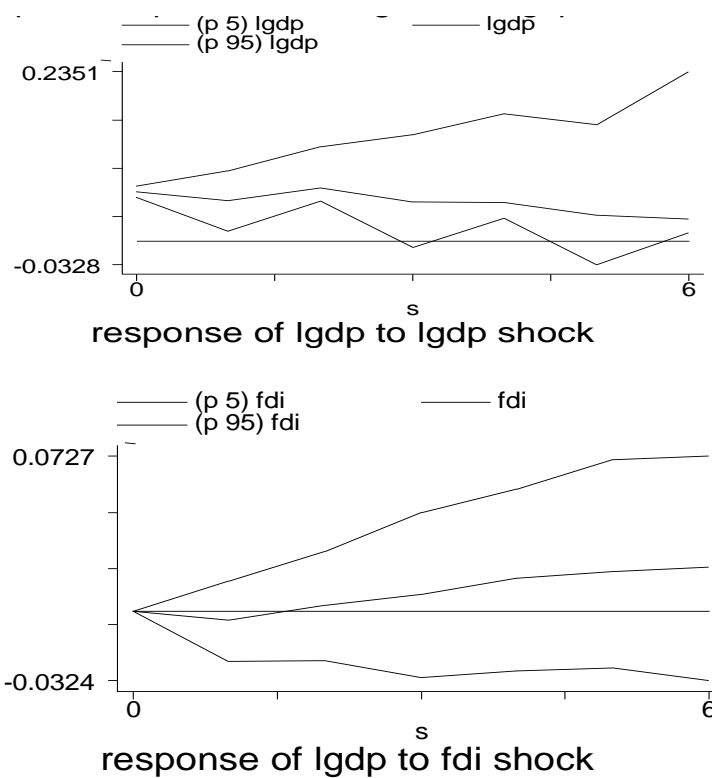 (p 5) lgdp lgdp
(p 95) lgdp
0.2351
-0.0328
0 6
s
response of lgdp to lgdp shock
(p 5) fdi fdi
(p 95) fdi
0.0727
-0.0324
0 6
s
response of lgdp to fdi shock